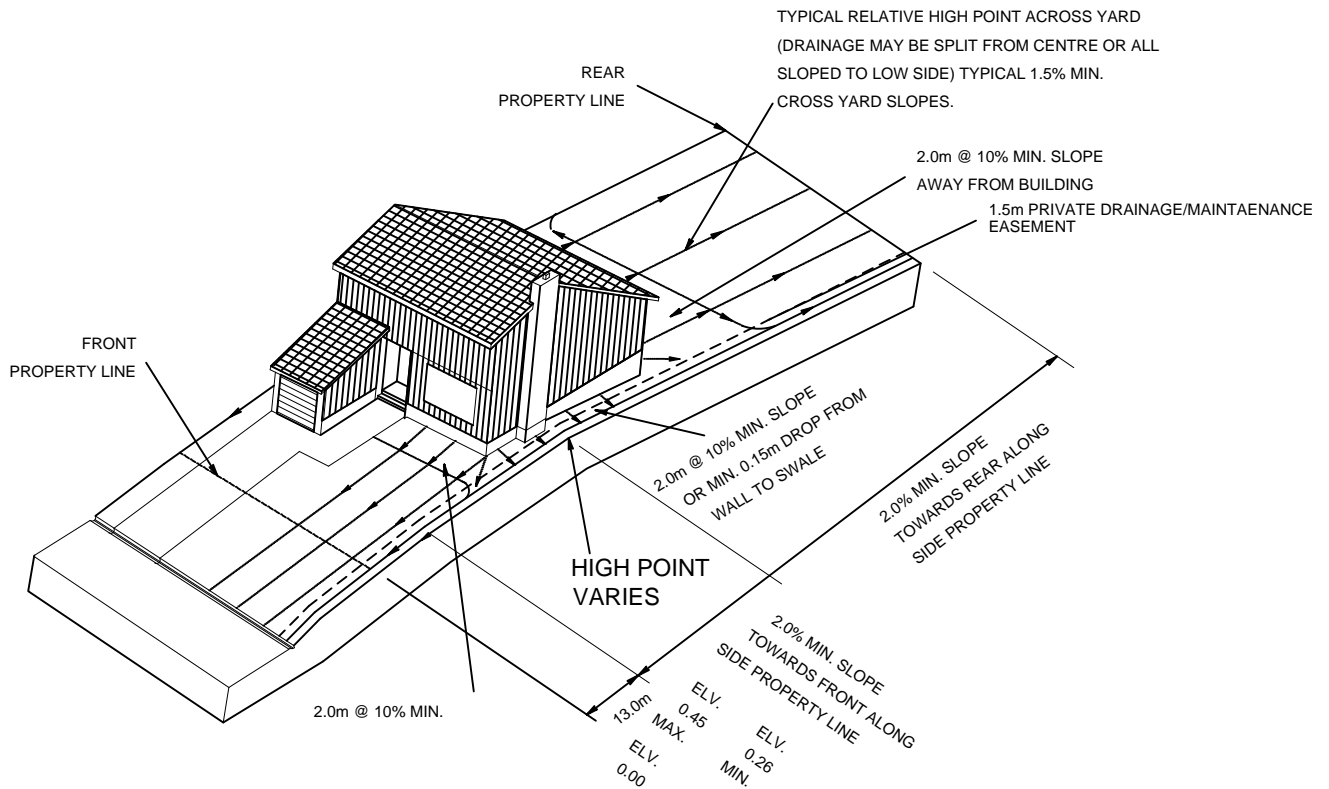 TYPICAL RELATIVE HIGH POINT ACROSS YARD
(DRAINAGE MAY BE SPLIT FROM CENTRE OR ALL
SLOPED TO LOW SIDE) TYPICAL 1.5% MIN.
CROSS YARD SLOPES.
REAR
PROPERTY LINE
2.0m @ 10% MIN. SLOPE
AWAY FROM BUILDING
1.5m PRIVATE DRAINAGE/MAINTAENANCE
EASEMENT
FRONT
PROPERTY LINE
2.0m @ 10% MIN. SLOPE
OR MIN. 0.15m DROP FROM
WALL TO SWALE
2.0% MIN. SLOPE
TOWARDS REAR ALONG
SIDE PROPERTY LINE
HIGH POINT
VARIES
2.0% MIN. SLOPE
TOWARDS FRONT ALONG
SIDE PROPERTY LINE
2.0m @ 10% MIN.
13.0m
ELV.
0.45
MAX.
ELV.
0.26
MIN.
ELV.
0.00